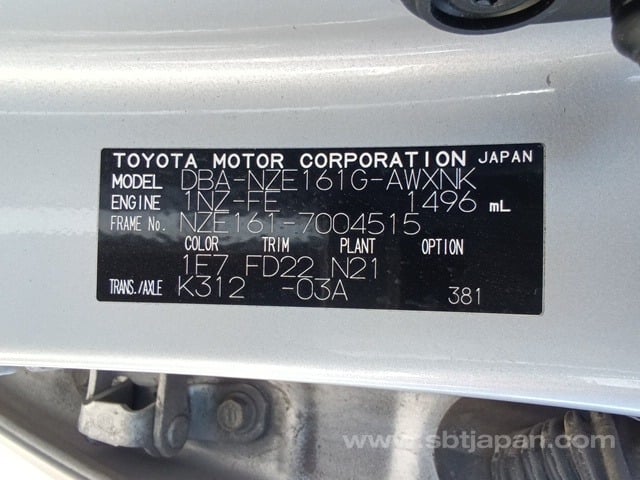 TOYOTA MOTOR CORPORATION JAPAN
MODEL DBA-NZE161G-AWXNK
ENGINE 1NZ-FE 1496 mL
FRAME No. NZE161-7004515
COLOR TRIM PLANT OPTION
1F7 FD22 N21
TRANS./AXLE K312 -03A 381
www.sbtjapan.com